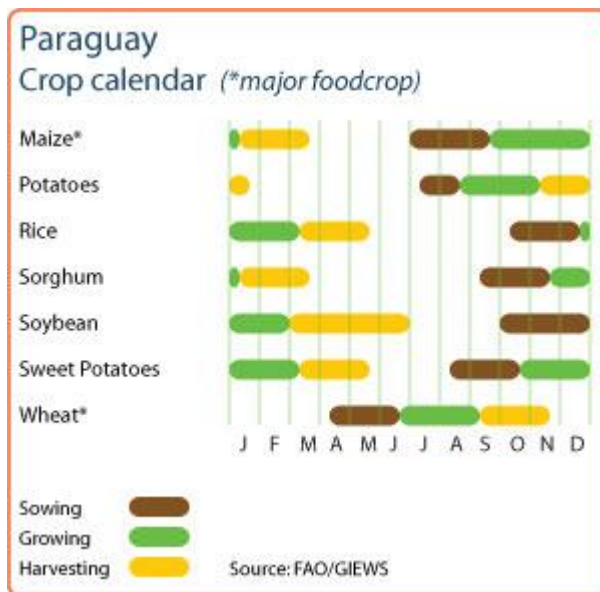 Paraguay
Crop calendar (*major foodcrop)
Maize*
Potatoes
Rice
Sorghum
Soybean
Sweet Potatoes
Wheat*
J F M A M J J A S O N D
Sowing
Growing
Harvesting Source: FAO/GIEWS